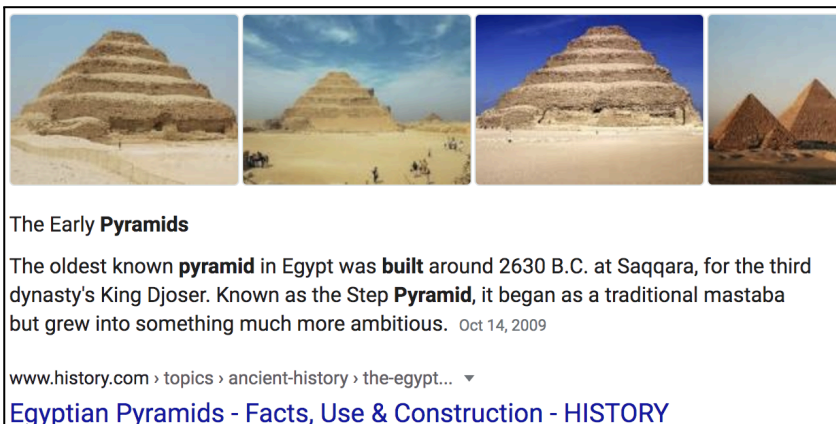 The Early Pyramids
The oldest known pyramid in Egypt was built around 2630 B.C. at Saqqara, for the third
dynasty's King Djoser. Known as the Step Pyramid, it began as a traditional mastaba
but grew into something much more ambitious. Oct 14, 2009
www.history.com › topics › ancient-history › the-egypt...
Egyptian Pyramids - Facts, Use & Construction - HISTORY